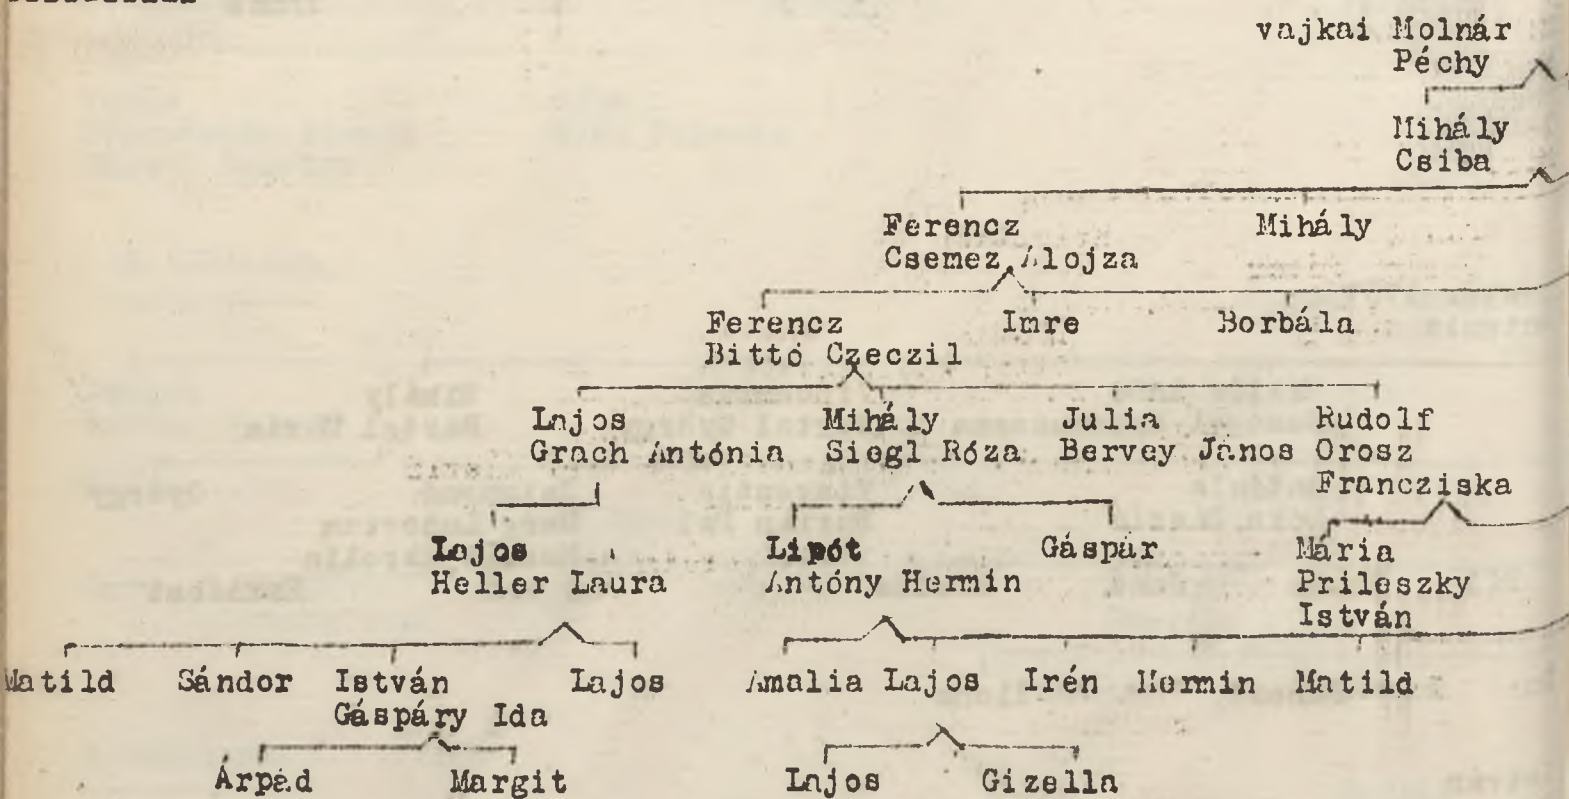 vajkai Molnár
Péchy
Mihály
Csiba
Ferencz Mihály
Csemez Alojza
Ferencz Imre Borbála
Bittó Czeczil
Lajos Mihály Julia Rudolf
Grach Antónia Siegl Róza Bervey János Orosz
Francziska
Lajos Lipót Gáspár Mária
Heller Laura Antóny Hermin Prileszky
István
Matild Sándor István Lajos Amalia Lajos Irén Hermin Matild
Gáspáry Ida
Árpád Margit Lajos Gizella